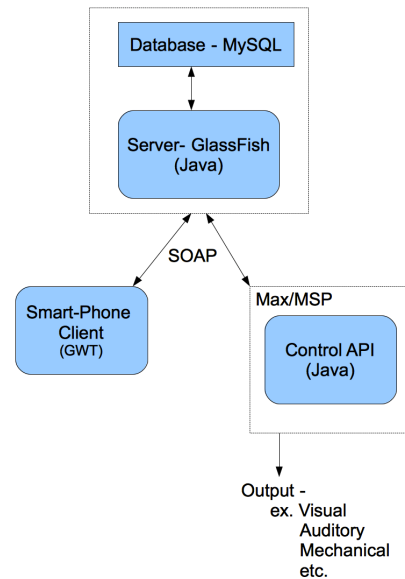 Database - MySQL
Server- GlassFish
(Java)
SOAP
Smart-Phone
Client
(GWT)
Max/MSP
Control API
(Java)
Output -
ex. Visual
Auditory
Mechanical
etc.